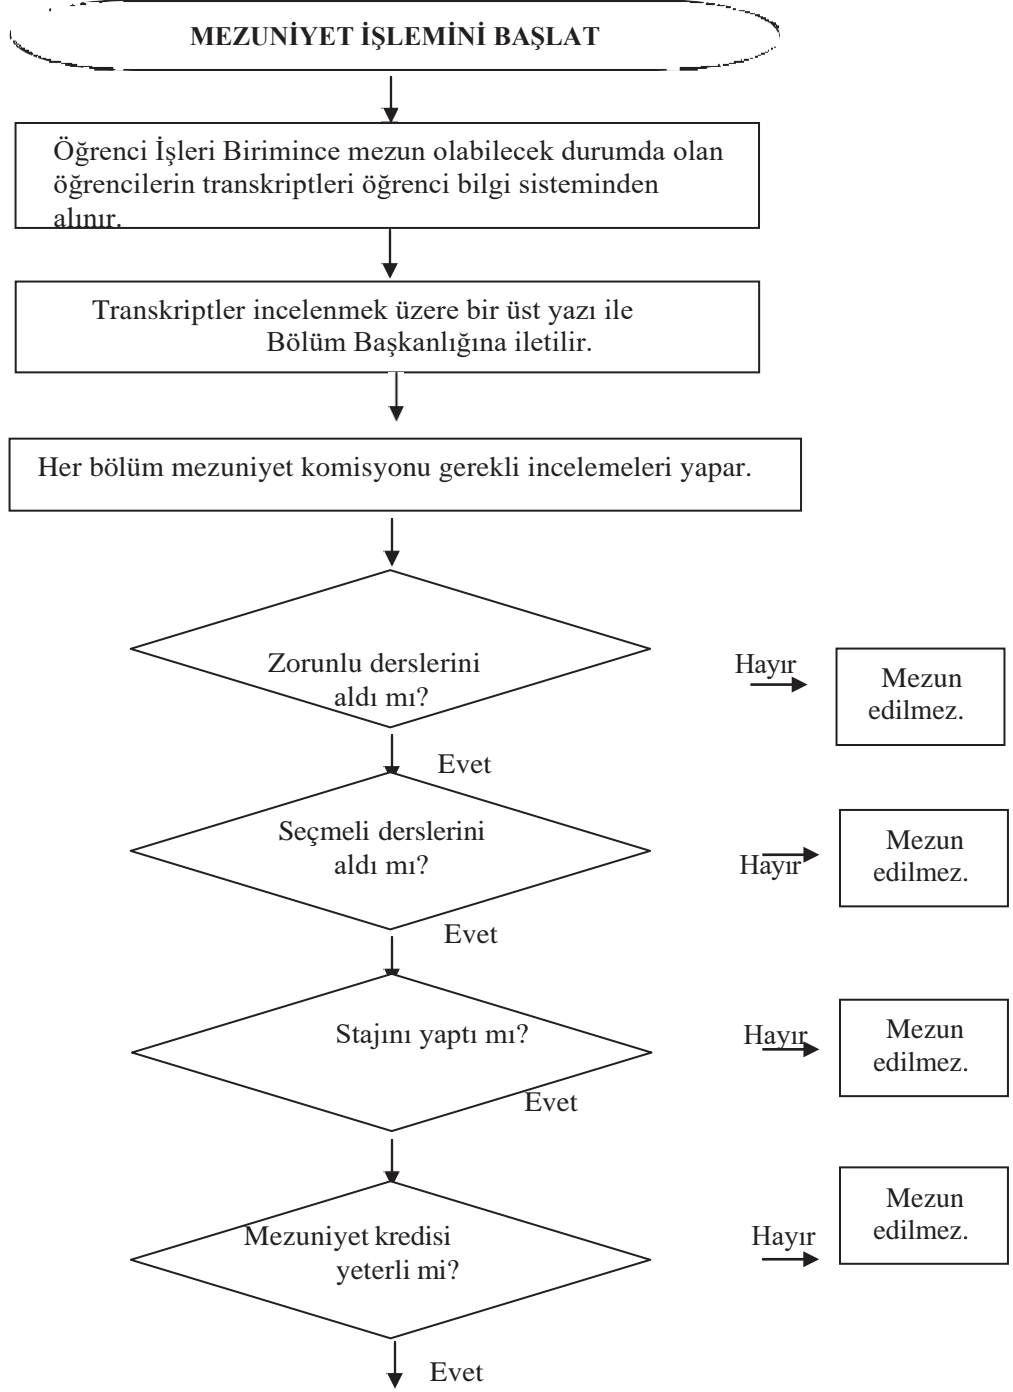 MEZUNİYET İŞLEMİNİ BAŞLAT
Öğrenci İşleri Birimince mezun olabilecek durumda olan
öğrencilerin transkriptleri öğrenci bilgi sisteminden
alınır.
Transkriptler incelenmek üzere bir üst yazı ile
Bölüm Başkanlığına iletilir.
Her bölüm mezuniyet komisyonu gerekli incelemeleri yapar.
Zorunlu derslerini
aldı mı?
Hayır
Mezun
edilmez.
Evet
Seçmeli derslerini
aldı mı?
Hayır
Mezun
edilmez.
Evet
Stajını yaptı mı?
Hayır
Mezun
edilmez.
Evet
Mezuniyet kredisi
yeterli mi?
Hayır
Mezun
edilmez.
Evet